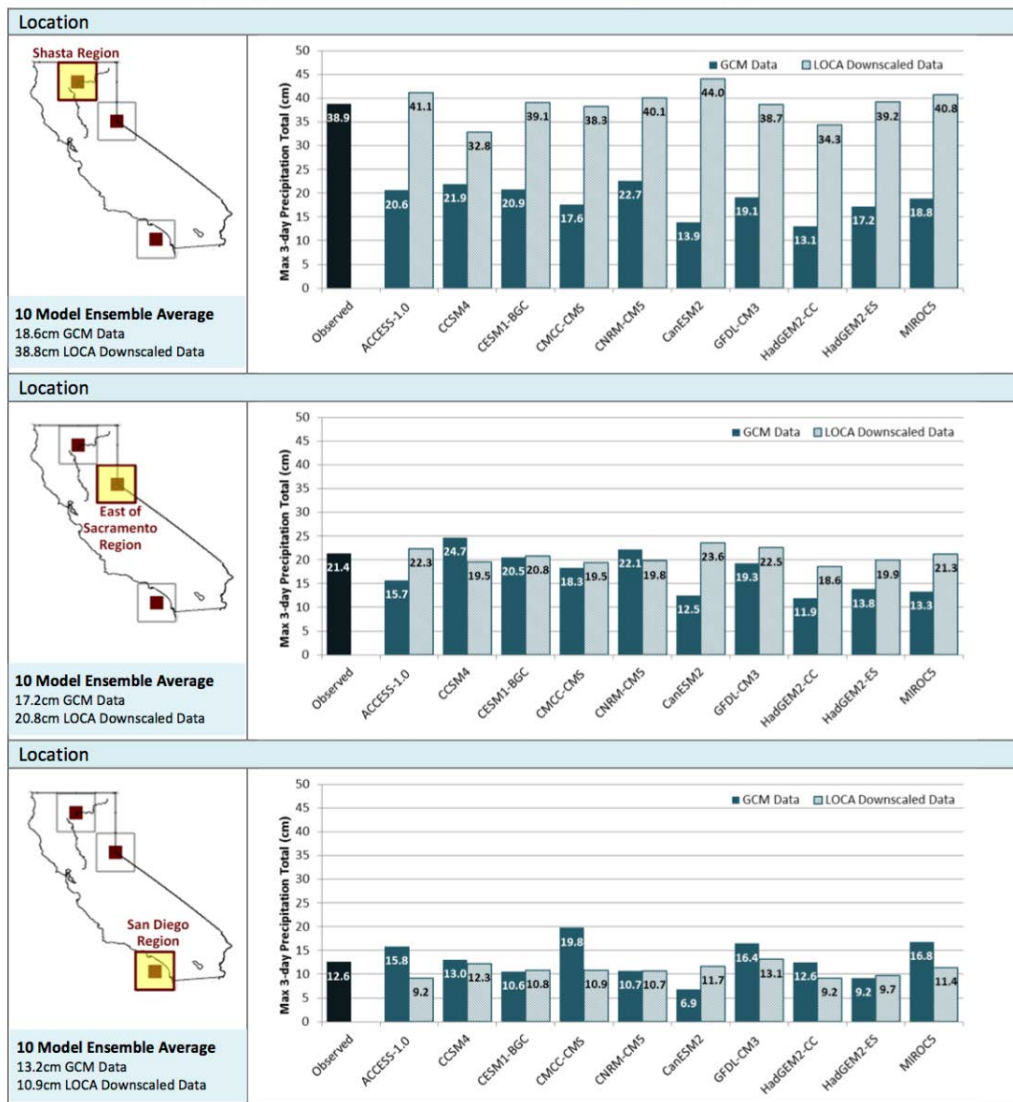 Location
Shasta Region
10 Model Ensemble Average
18.6cm GCM Data
38.8cm LOCA Downscaled Data
Max 3-day Precipitation Total (cm)
50
45
40
35
30
25
20
15
10
5
0
GCM Data LOCA Downscaled Data
38.9
20.6 41.1
21.9 32.8
20.9 39.1
17.6 38.3
22.7 40.1
13.9 44.0
19.1 38.7
13.1 34.3
17.2 39.2
18.8 40.8
Observed
ACCESS-1.0
CCSM4
CESM1-BGC
CMCC-CMS
CNRM-CM5
CanESM2
GFDL-CM3
HadGEM2-CC
HadGEM2-ES
MIROC5
Location
East of
Sacramento
Region
10 Model Ensemble Average
17.2cm GCM Data
20.8cm LOCA Downscaled Data
Max 3-day Precipitation Total (cm)
50
45
40
35
30
25
20
15
10
5
0
GCM Data LOCA Downscaled Data
21.4
15.7 22.3
24.7 19.5
20.5 20.8
18.3 19.5
22.1 19.8
12.5 23.6
19.3 22.5
11.9 18.6
13.8 19.9
13.3 21.3
Observed
ACCESS-1.0
CCSM4
CESM1-BGC
CMCC-CMS
CNRM-CM5
CanESM2
GFDL-CM3
HadGEM2-CC
HadGEM2-ES
MIROC5
Location
San Diego
Region
10 Model Ensemble Average
13.2cm GCM Data
10.9cm LOCA Downscaled Data
Max 3-day Precipitation Total (cm)
50
45
40
35
30
25
20
15
10
5
0
GCM Data LOCA Downscaled Data
12.6
15.8 9.2
13.0 12.3
10.6 10.8
19.8 10.9
10.7 10.7
6.9 11.7
16.4 13.1
12.6 9.2
9.2 9.7
16.8 11.4
Observed
ACCESS-1.0
CCSM4
CESM1-BGC
CMCC-CMS
CNRM-CM5
CanESM2
GFDL-CM3
HadGEM2-CC
HadGEM2-ES
MIROC5